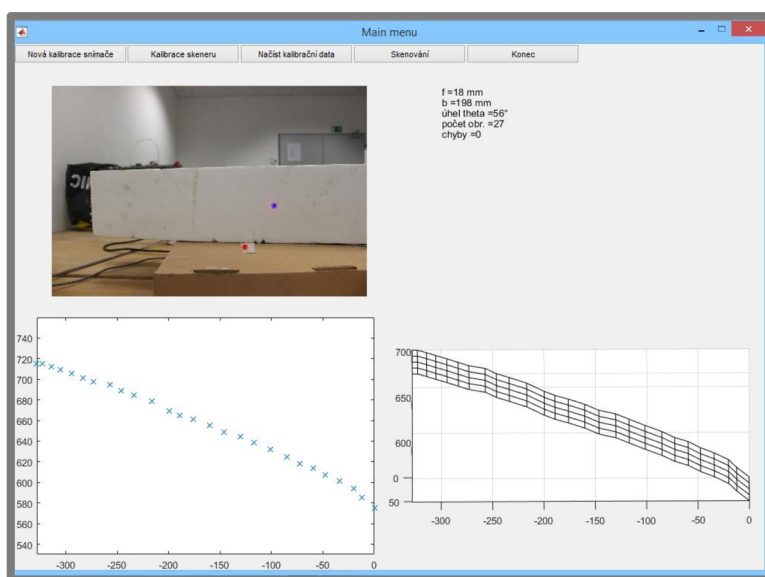 Main menu
Nová kalibrace snímače Kalibrace skeneru Načíst kalibrační data Skenování Konec
f =18 mm
b =198 mm
úhel theta =56°
počet obr. =27
chyby =0
740
720
700
680
660
640
620
600
580
560
540
-300 -250 -200 -150 -100 -50 0
700
650
600
0
50
-300 -250 -200 -150 -100 -50 0